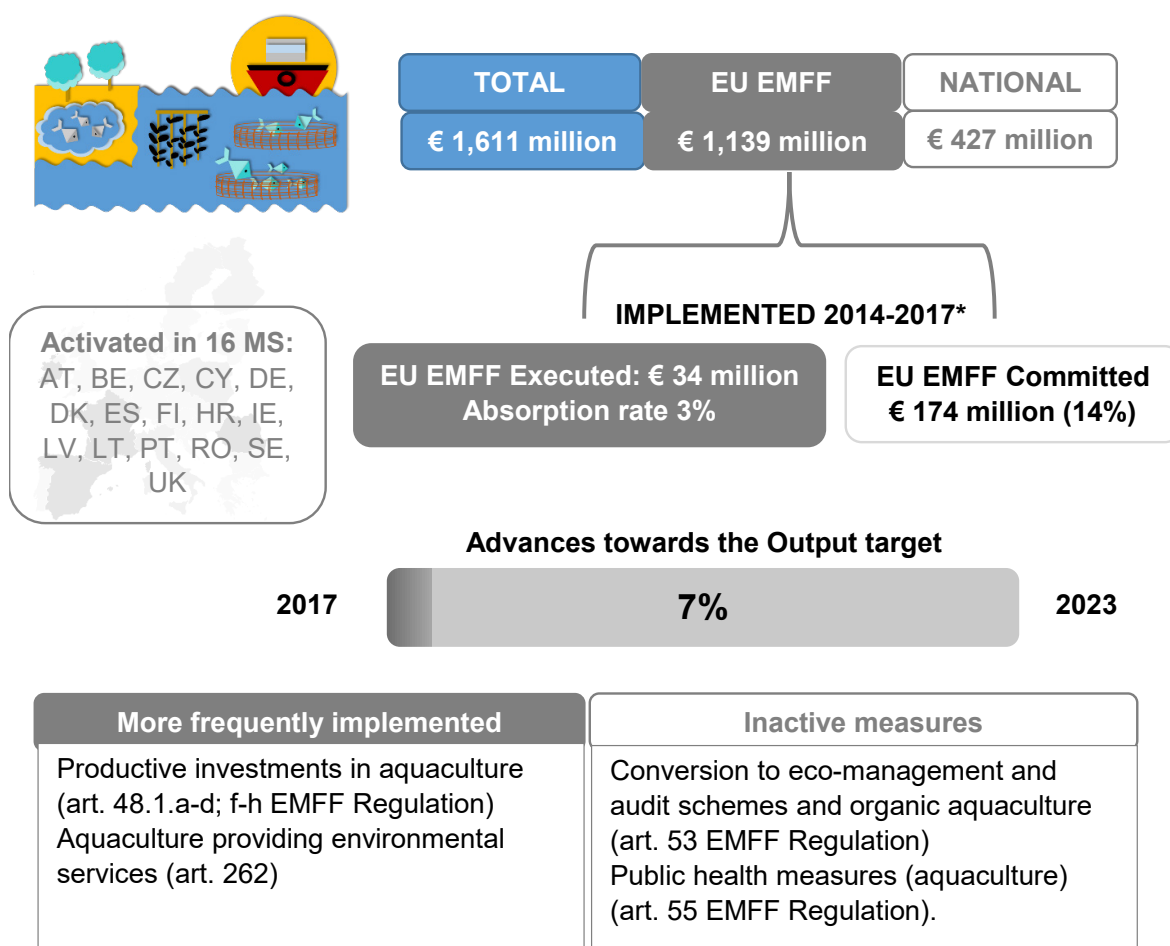 TOTAL
EU EMFF
NATIONAL
€ 1,611 million
€ 1,139 million
€ 427 million
Activated in 16 MS:
AT, BE, CZ, CY, DE,
DK, ES, FI, HR, IE,
LV, LT, PT, RO, SE,
UK
IMPLEMENTED 2014-2017*
EU EMFF Executed: € 34 million
Absorption rate 3%
EU EMFF Committed
€ 174 million (14%)
Advances towards the Output target
2017
7%
2023
More frequently implemented
Productive investments in aquaculture
(art. 48.1.a-d; f-h EMFF Regulation)
Aquaculture providing environmental
services (art. 262)
Inactive measures
Conversion to eco-management and
audit schemes and organic aquaculture
(art. 53 EMFF Regulation)
Public health measures (aquaculture)
(art. 55 EMFF Regulation).